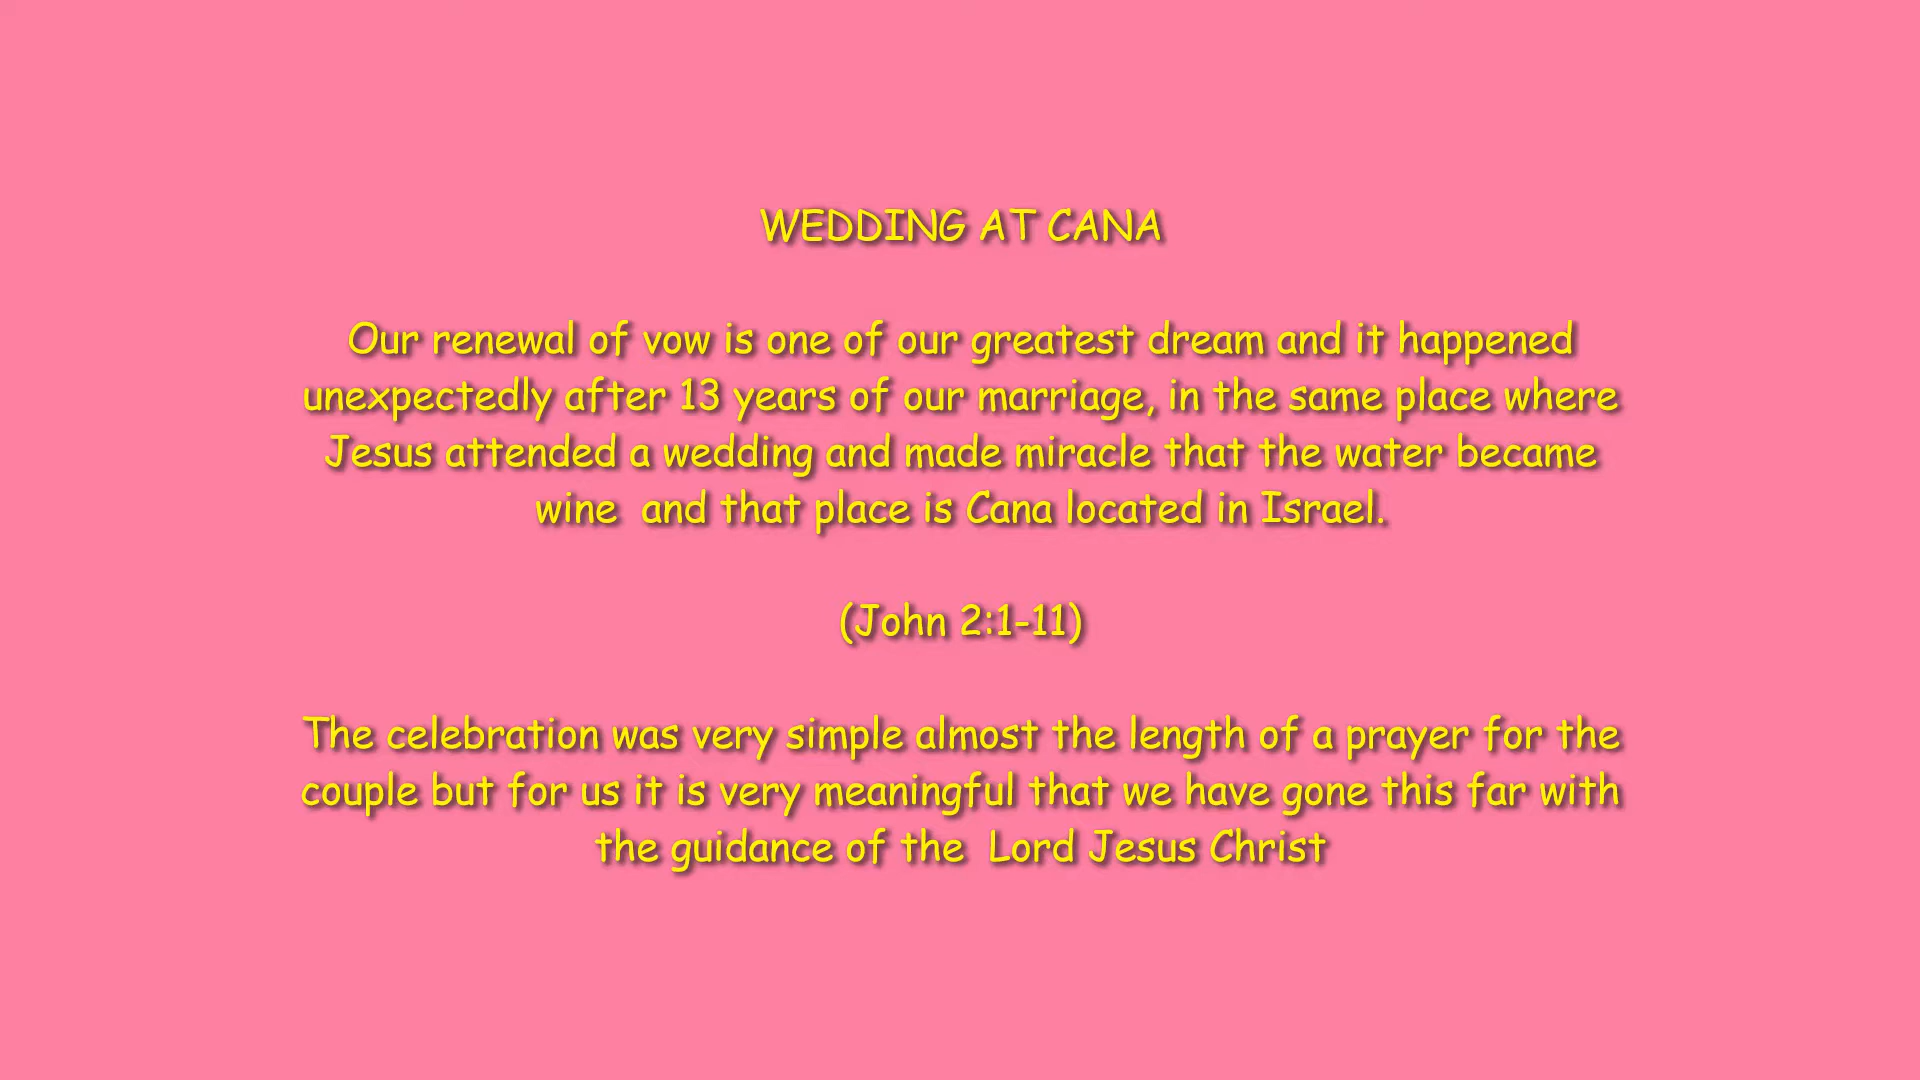 WEDDING AT CANA
Our renewal of vow is one of our greatest dream and it happened
unexpectedly after 13 years of our marriage, in the same place where
Jesus attended a wedding and made miracle that the water became
wine  and that place is Cana located in Israel.
(John 2:1-11)
The celebration was very simple almost the length of a prayer for the
couple but for us it is very meaningful that we have gone this far with
the guidance of the  Lord Jesus Christ